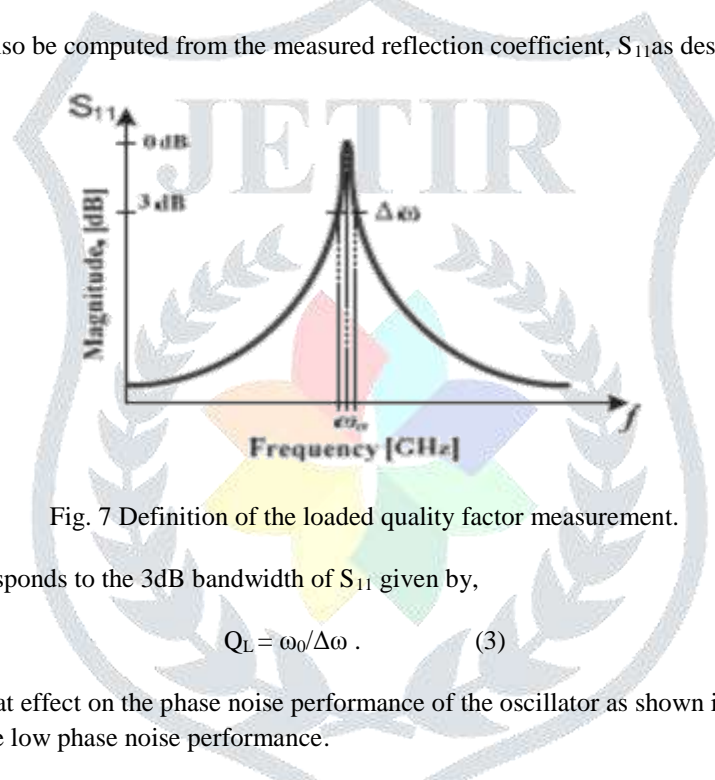 lso be computed from the measured reflection coefficient, S11as des
JETIR
S11
0 dB
3 dB
Δω
Magnitude, [dB]
ω₀
f
Frequency [GHz]
Fig. 7 Definition of the loaded quality factor measurement.
sponds to the 3dB bandwidth of S11 given by,
QL = ω0/Δω . (3)
at effect on the phase noise performance of the oscillator as shown i
e low phase noise performance.